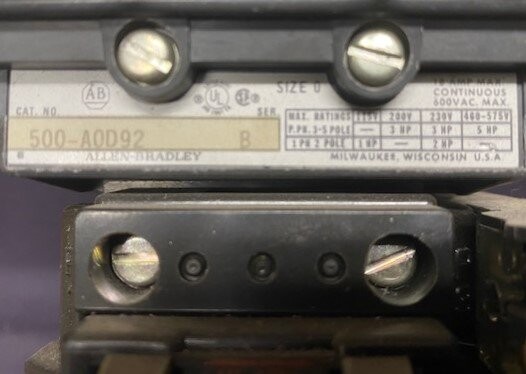 AB
UL
SIZE 0
18 AMP MAX.
CONTINUOUS
600VAC. MAX.
CAT. NO.
SER.
500-AOD92 B
MAX. RATINGS 115V 200V 230V 460-575V
P.PH. 3-5 POLE — 3 HP 3 HP 5 HP
1 PH 2 POLE 1 HP — 2 HP —
ALLEN-BRADLEY
MILWAUKEE, WISCONSIN U.S.A